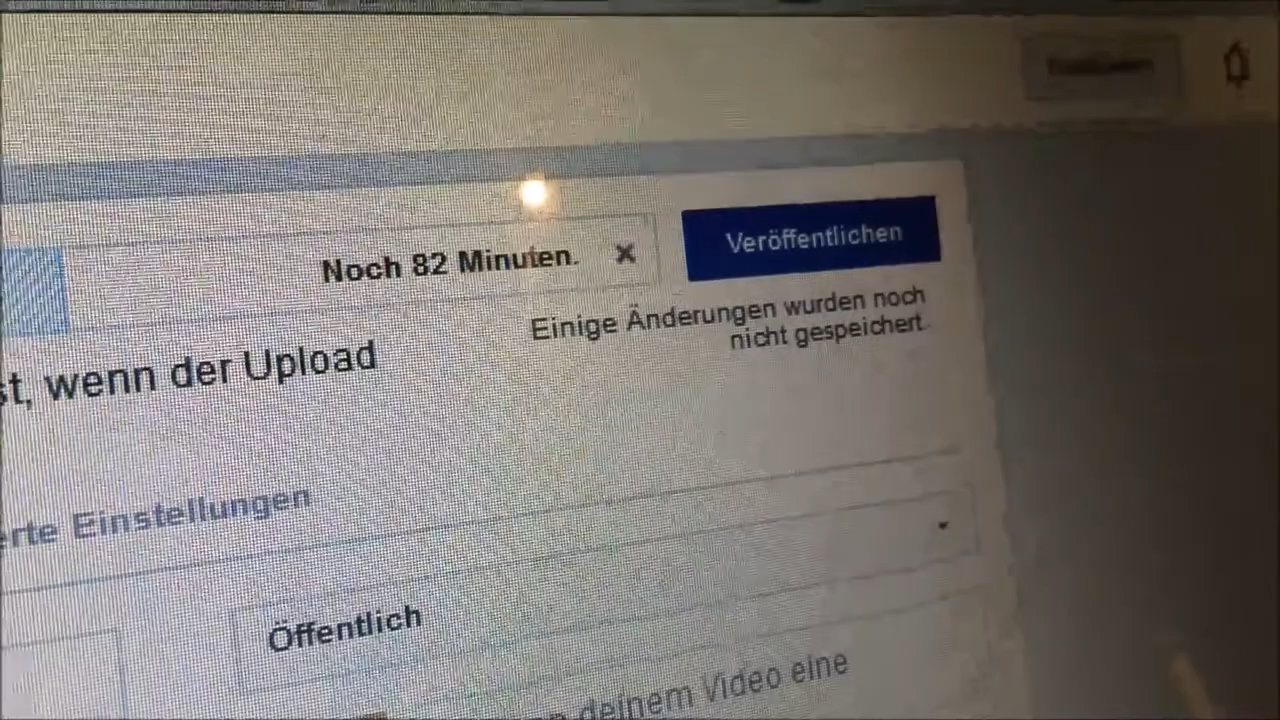 Noch 82 Minuten. x
Veröffentlichen
Einige Änderungen wurden noch
nicht gespeichert.
st, wenn der Upload
erte Einstellungen
Öffentlich
deinem Video eine